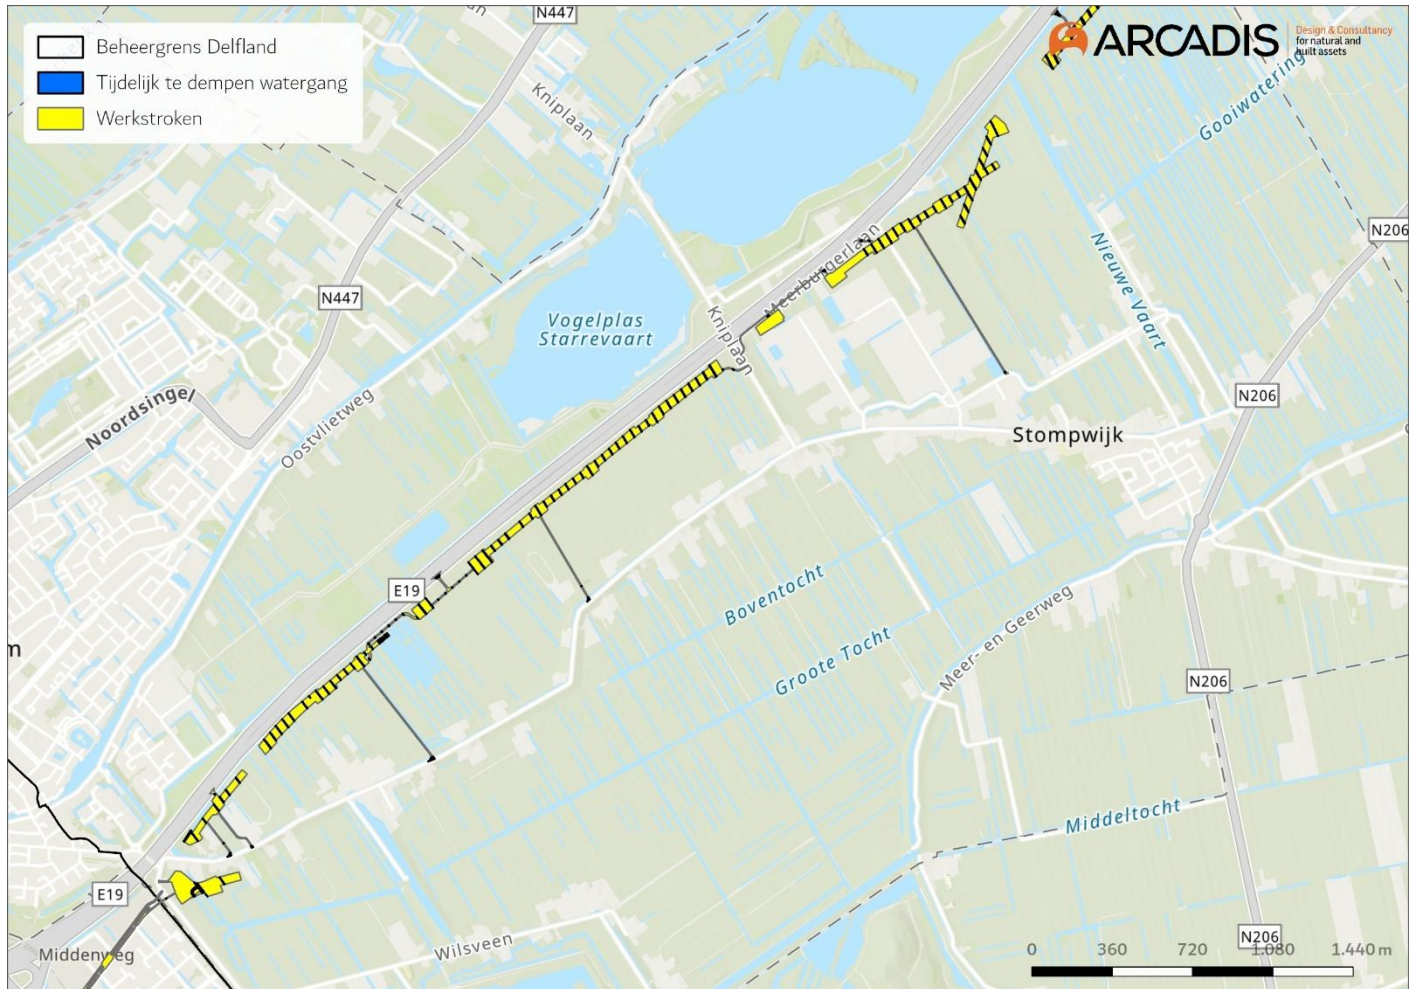 N447
Beheergrens Delfland
Tijdelijk te dempen watergang
Werkstroken
ARCADIS
Design & Consultancy
for natural and
built assets
Kniplaan
Gooiwatering
N206
Nieuwe Vaart
Meerburgerlaan
N447
Vogelplas
Starrevaart
Kniplaan
Noordsingel
Oostvlietweg
N206
Stompwijk
E19
Boventocht
Groote Tocht
Meer- en Geerweg
N206
m
Middeltocht
E19
Middenweg
Wilsveen
N206
0 360 720 1.080 1.440 m